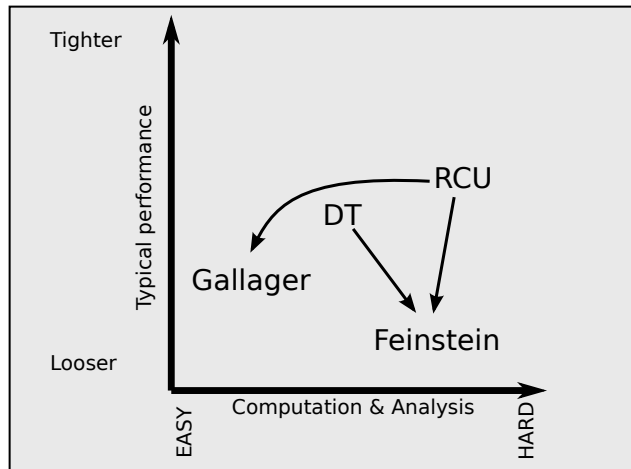 Tighter
Typical performance
RCU
DT
Gallager
Feinstein
Looser
Computation & Analysis
EASY
HARD